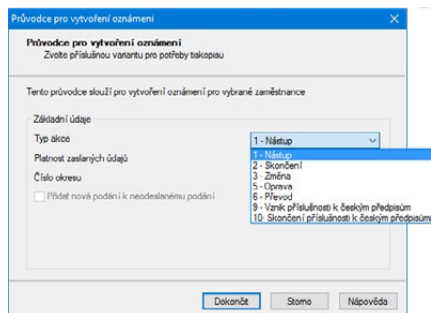 Průvodce pro vytvoření oznámení
Průvodce pro vytvoření oznámení
Zvolte příslušnou variantu pro potřeby tiskopisu
Tento průvodce slouží pro vytvoření oznámení pro vybrané zaměstnance
Základní údaje
Typ akce
1 - Nástup
1 - Nástup
2 - Skončení
Platnost zaslaných údajů
3 - Změna
5 - Oprava
Číslo okresu
6 - Převod
9 - Vznik příslušnosti k českým předpisům
Přidat nová podání k neodeslanému podání
10- Skončení příslušnosti k českým předpisům
Dokončit
Storno
Nápověda